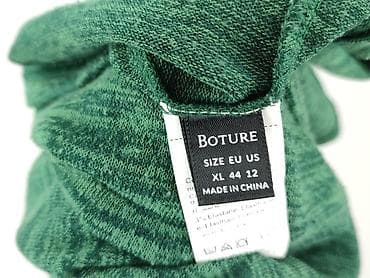 BOTURE
SIZE EU US
XL 44 12
MADE IN CHINA